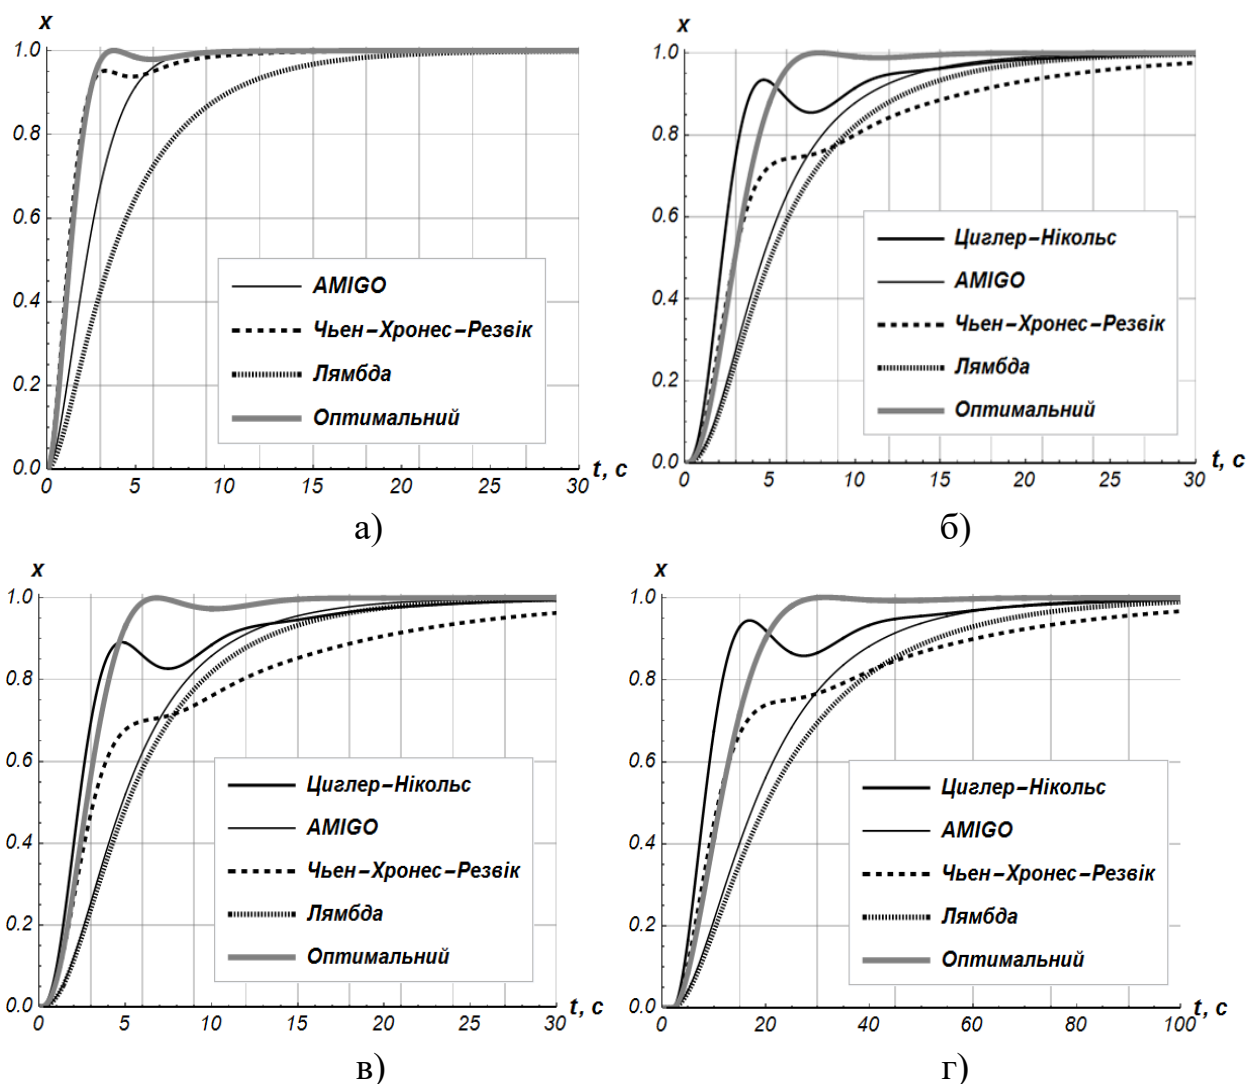 x
1.0
0.8
0.6
0.4
0.2
0.0
0 5 10 15 20 25 30
t, c
AMIGO
Чьен-Хронес-Резвік
Лямбда
Оптимальний
а)
x
1.0
0.8
0.6
0.4
0.2
0.0
0 5 10 15 20 25 30
t, c
Циглер-Нікольс
AMIGO
Чьен-Хронес-Резвік
Лямбда
Оптимальний
б)
x
1.0
0.8
0.6
0.4
0.2
0.0
0 5 10 15 20 25 30
t, c
Циглер-Нікольс
AMIGO
Чьен-Хронес-Резвік
Лямбда
Оптимальний
в)
x
1.0
0.8
0.6
0.4
0.2
0.0
0 20 40 60 80 100
t, c
Циглер-Нікольс
AMIGO
Чьен-Хронес-Резвік
Лямбда
Оптимальний
г)